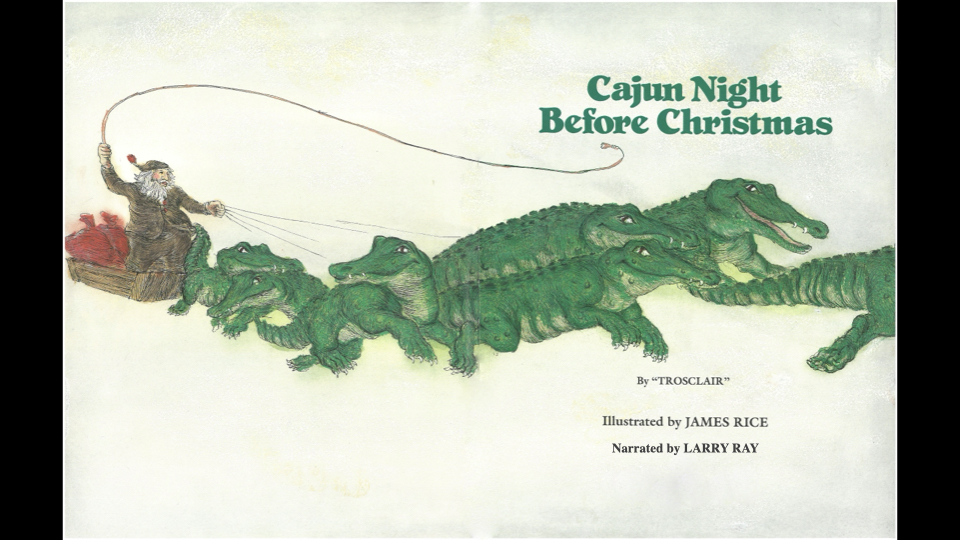 Cajun Night
Before Christmas
By “TROSCLAIR”
Illustrated by JAMES RICE
Narrated by LARRY RAY